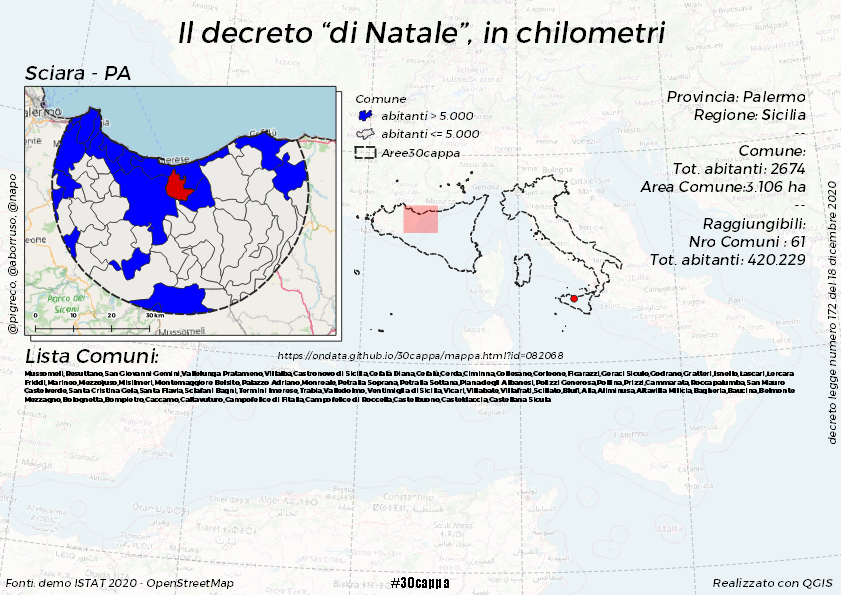 Il decreto “di Natale”, in chilometri
Sciara - PA
Comune
abitanti > 5.000
abitanti <= 5.000
Aree30cappa
Provincia: Palermo
Regione: Sicilia
--
Comune:
Tot. abitanti: 2674
Area Comune:3.106 ha
--
Raggiungibili:
Nro Comuni : 61
Tot. abitanti: 420.229
@pigreco, @aborruso, @napo
decreto legge numero 172 del 18 dicembre 2020
Parco dei
Sicani
Mussomeli
0 10 20 30 km
Lista Comuni:
https://ondata.github.io/30cappa/mappa.html?id=082068
Mussomeli,Resuttano,San Giovanni Gemini,Vallelunga Pratameno,Villalba,Castronovo di Sicilia,Cefalà Diana,Cefalù,Cerda,Ciminna,Collesano,Corleone,Ficarazzi,Geraci Siculo,Godrano,Gratteri,Isnello,Lascari,Lercara
Friddi,Marineo,Mezzojuso,Misilmeri,Montemaggiore Belsito,Palazzo Adriano,Monreale,Petralia Soprana,Petralia Sottana,Piana degli Albanesi,Polizzi Generosa,Pollina,Prizzi,Cammarata,Roccapalumba,San Mauro
Castelverde,Santa Cristina Gela,Santa Flavia,Sclafani Bagni,Termini Imerese,Trabia,Valledolmo,Ventimiglia di Sicilia,Vicari,Villabate,Villafrati,Scillato,Blufi,Alia,Aliminusa,Altavilla Milicia,Bagheria,Baucina,Belmonte
Mezzagno,Bolognetta,Bompietro,Caccamo,Caltavuturo,Campofelice di Fitalia,Campofelice di Roccella,Castelbuono,Casteldaccia,Castellana Sicula
Fonti: demo ISTAT 2020 - OpenStreetMap
#30cappa
Realizzato con QGIS